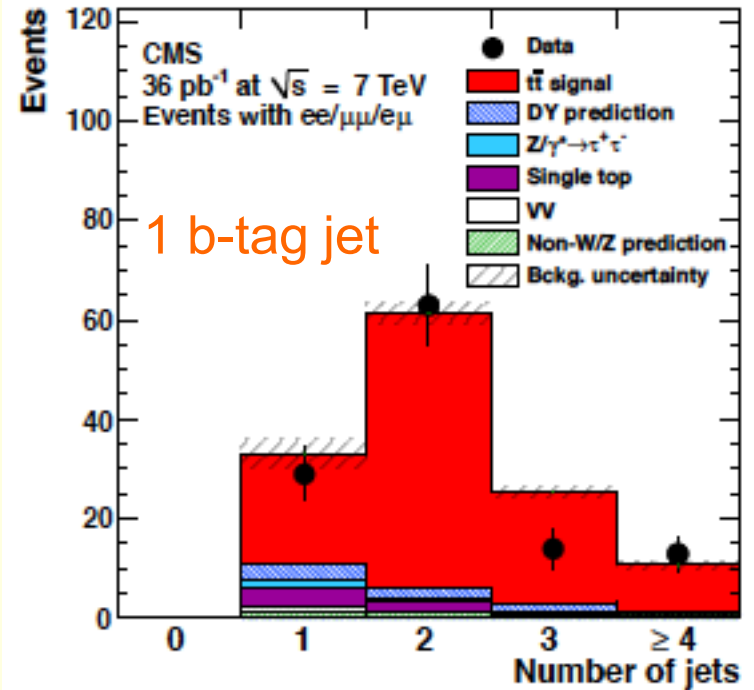 Events
120
100
80
60
40
20
0
CMS
36 pb⁻¹ at √s = 7 TeV
Events with ee/μμ/eμ
1 b-tag jet
Data
tt̄ signal
DY prediction
Z/γ*→τ⁺τ⁻
Single top
VV
Non-W/Z prediction
Bckg. uncertainty
0 1 2 3 ≥ 4
Number of jets